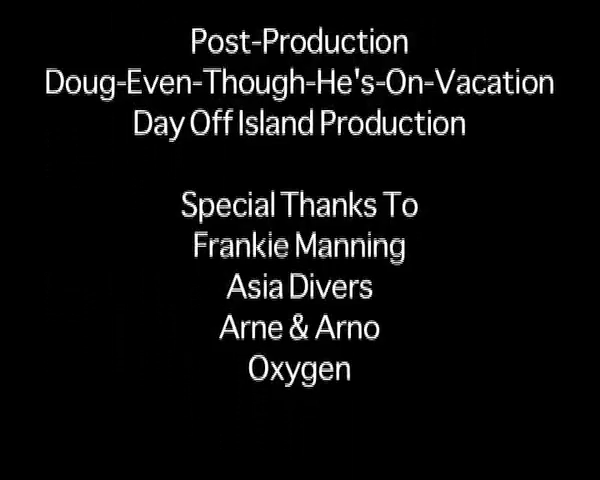 Post-Production
Doug-Even-Though-He's-On-Vacation
Day Off Island Production
Special Thanks To
Frankie Manning
Asia Divers
Arne & Arno
Oxygen